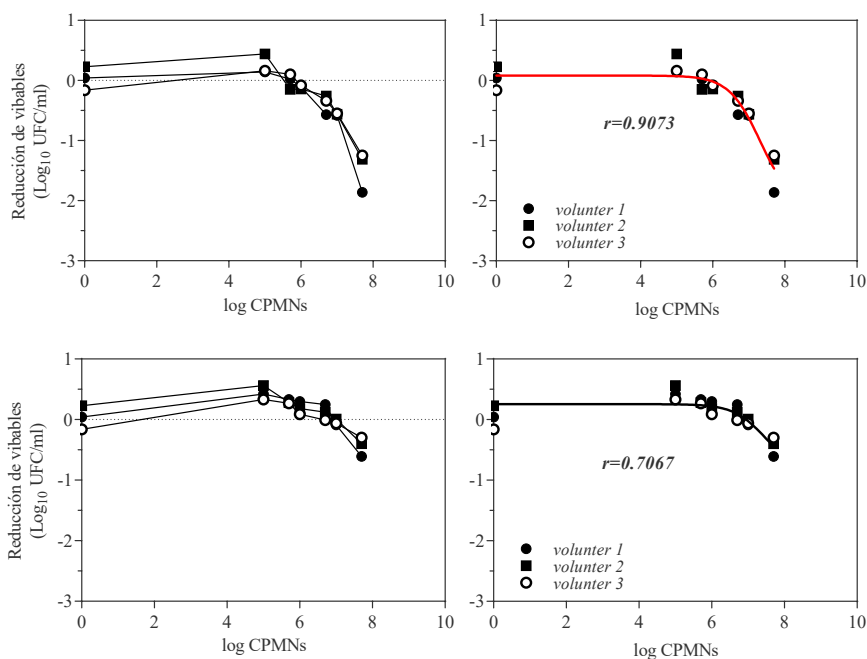 1
0
-1
-2
-3
Reducción de vibables
(Log10 UFC/ml)
0 2 4 6 8 10
log CPMNs
1
0
-1
-2
-3
r=0.9073
volunter 1
volunter 2
volunter 3
0 2 4 6 8 10
log CPMNs
1
0
-1
-2
-3
Reducción de vibables
(Log10 UFC/ml)
0 2 4 6 8 10
log CPMNs
1
0
-1
-2
-3
r=0.7067
volunter 1
volunter 2
volunter 3
0 2 4 6 8 10
log CPMNs